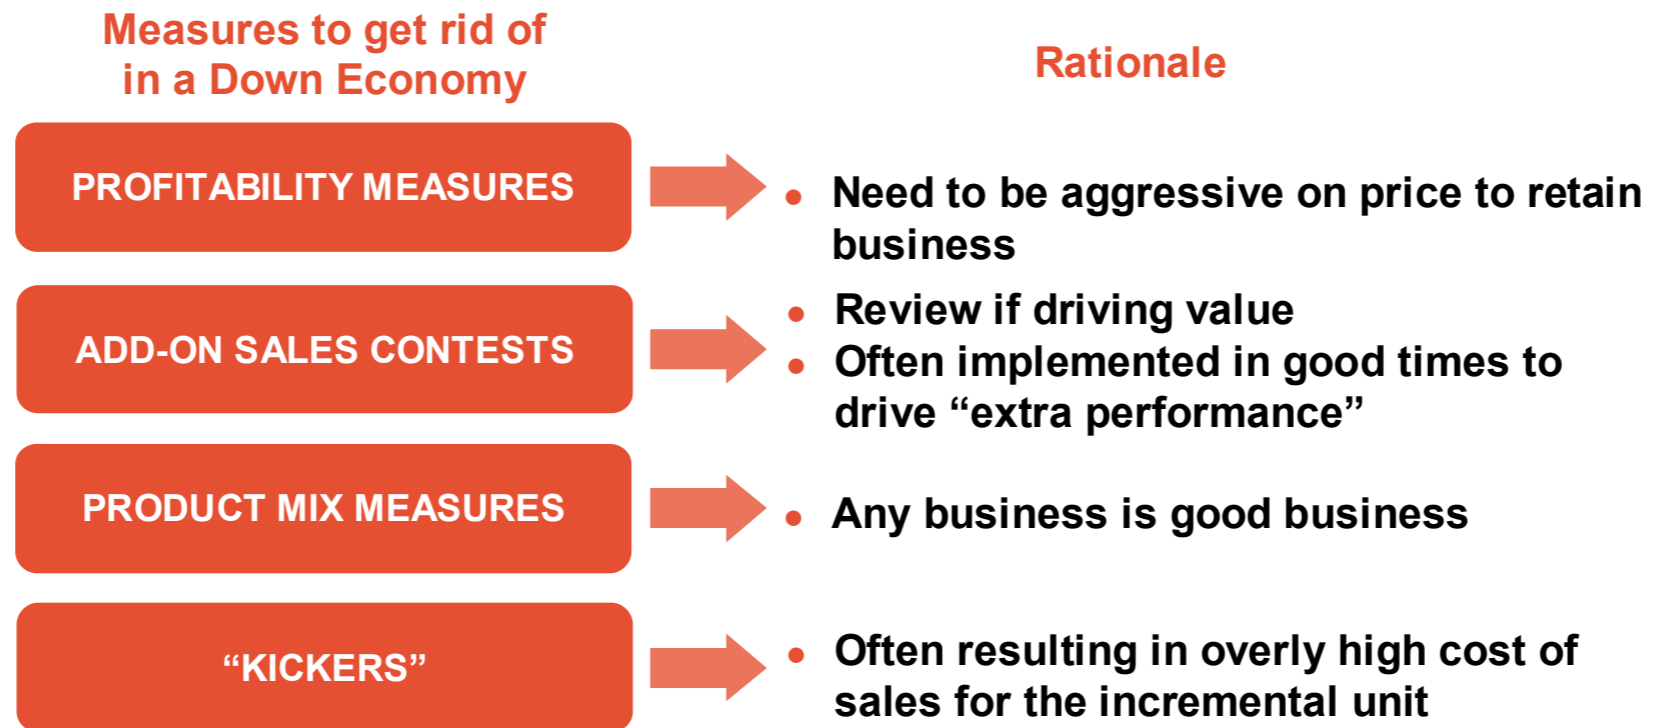 Measures to get rid of
in a Down Economy
Rationale
PROFITABILITY MEASURES
• Need to be aggressive on price to retain
business
ADD-ON SALES CONTESTS
• Review if driving value
• Often implemented in good times to
drive “extra performance”
PRODUCT MIX MEASURES
• Any business is good business
“KICKERS”
• Often resulting in overly high cost of
sales for the incremental unit